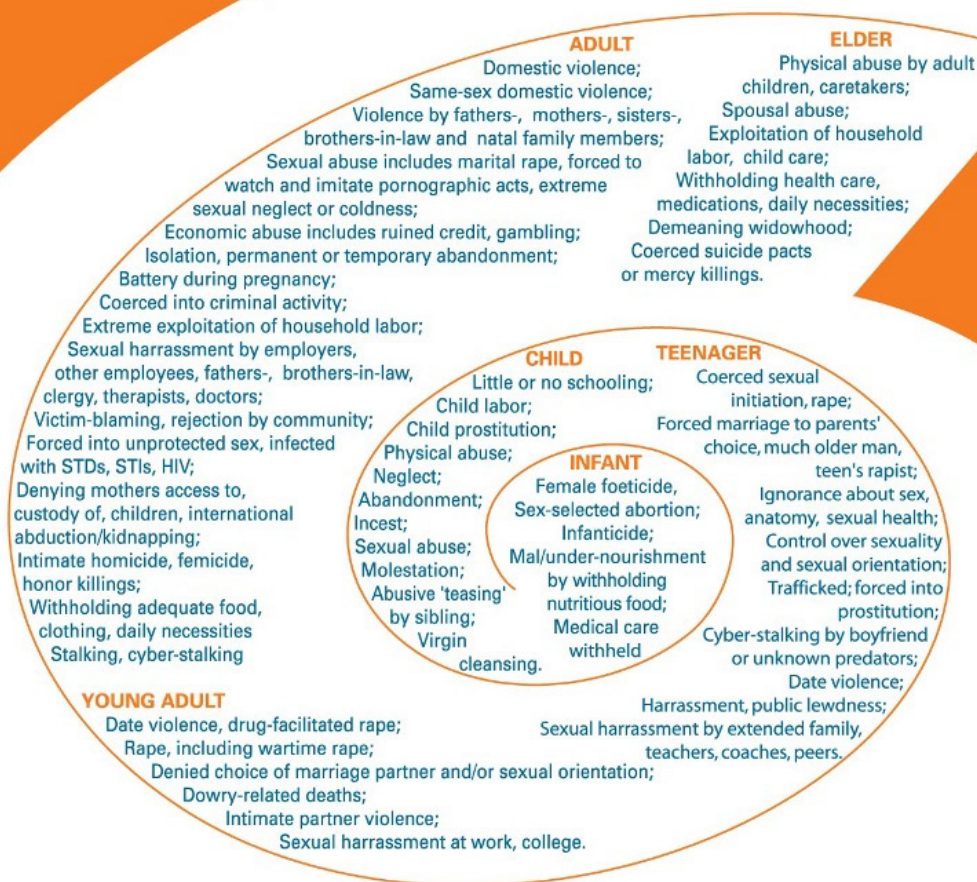 INFANT
Female foeticide,
Sex-selected abortion;
Infanticide;
Mal/under-nourishment
by withholding
nutritious food;
Medical care
withheld
CHILD
Little or no schooling;
Child labor;
Child prostitution;
Physical abuse;
Neglect;
Abandonment;
Incest;
Sexual abuse;
Molestation;
Abusive 'teasing'
by sibling;
Virgin
cleansing.
TEENAGER
Coerced sexual
initiation, rape;
Forced marriage to parents'
choice, much older man,
teen's rapist;
Ignorance about sex,
anatomy, sexual health;
Control over sexuality
and sexual orientation;
Trafficked; forced into
prostitution;
Cyber-stalking by boyfriend
or unknown predators;
Date violence;
Harrassment, public lewdness;
Sexual harrassment by extended family,
teachers, coaches, peers.
YOUNG ADULT
Date violence, drug-facilitated rape;
Rape, including wartime rape;
Denied choice of marriage partner and/or sexual orientation;
Dowry-related deaths;
Intimate partner violence;
Sexual harrassment at work, college.
ADULT
Domestic violence;
Same-sex domestic violence;
Violence by fathers-, mothers-, sisters-,
brothers-in-law and natal family members;
Sexual abuse includes marital rape, forced to
watch and imitate pornographic acts, extreme
sexual neglect or coldness;
Economic abuse includes ruined credit, gambling;
Isolation, permanent or temporary abandonment;
Battery during pregnancy;
Coerced into criminal activity;
Extreme exploitation of household labor;
Sexual harrassment by employers,
other employees, fathers-, brothers-in-law,
clergy, therapists, doctors;
Victim-blaming, rejection by community;
Forced into unprotected sex, infected
with STDs, STIs, HIV;
Denying mothers access to,
custody of, children, international
abduction/kidnapping;
Intimate homicide, femicide,
honor killings;
Withholding adequate food,
clothing, daily necessities
Stalking, cyber-stalking
ELDER
Physical abuse by adult
children, caretakers;
Spousal abuse;
Exploitation of household
labor, child care;
Withholding health care,
medications, daily necessities;
Demeaning widowhood;
Coerced suicide pacts
or mercy killings.